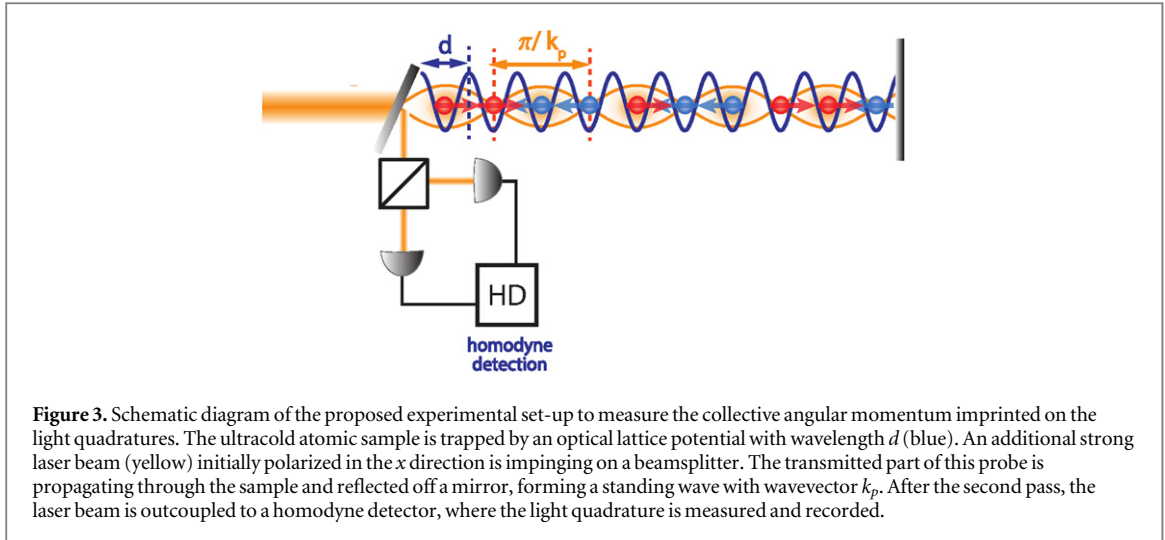 d
π/kp
HD
homodyne
detection
Figure 3. Schematic diagram of the proposed experimental set-up to measure the collective angular momentum imprinted on the
light quadratures. The ultracold atomic sample is trapped by an optical lattice potential with wavelength d (blue). An additional strong
laser beam (yellow) initially polarized in the x direction is impinging on a beamsplitter. The transmitted part of this probe is
propagating through the sample and reflected off a mirror, forming a standing wave with wavevector kp. After the second pass, the
laser beam is outcoupled to a homodyne detector, where the light quadrature is measured and recorded.